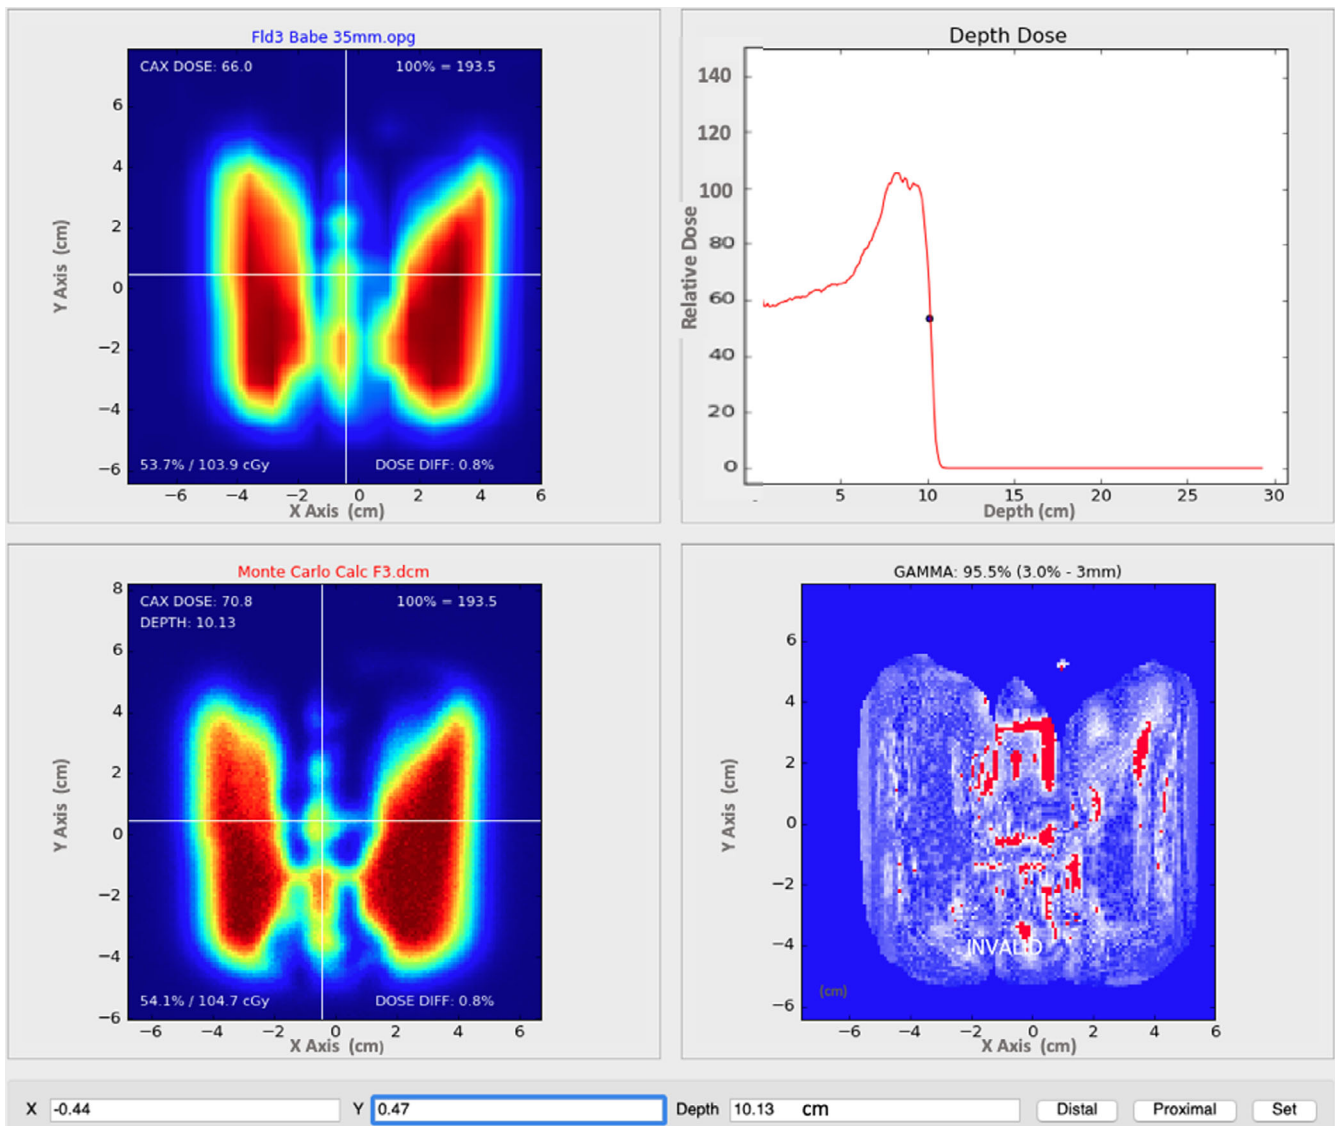 Fld3 Babe 35mm.opg
CAX DOSE: 66.0
100% = 193.5
6
4
2
0
−2
−4
−6
Y Axis (cm)
53.7% / 103.9 cGy
DOSE DIFF: 0.8%
−6 −4 −2 0 2 4 6
X Axis (cm)
Depth Dose
140
120
100
80
60
40
20
0
Relative Dose
5 10 15 20 25 30
Depth (cm)
Monte Carlo Calc F3.dcm
CAX DOSE: 70.8
100% = 193.5
DEPTH: 10.13
8
6
4
2
0
−2
−4
−6
Y Axis (cm)
54.1% / 104.7 cGy
DOSE DIFF: 0.8%
−6 −4 −2 0 2 4
X Axis (cm)
GAMMA: 95.5% (3.0% - 3mm)
6
4
2
0
−2
−4
−6
Y Axis (cm)
INVALID
(cm)
−6 −4 −2 0 2 4 6
X Axis (cm)
X -0.44 Y 0.47 Depth 10.13 cm Distal Proximal Set